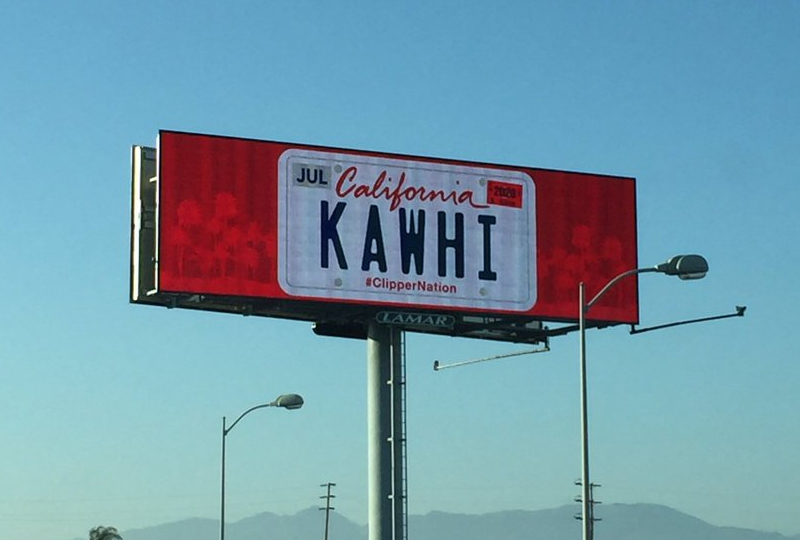 JUL California 2020
KAWHI
#ClipperNation
LAMAR